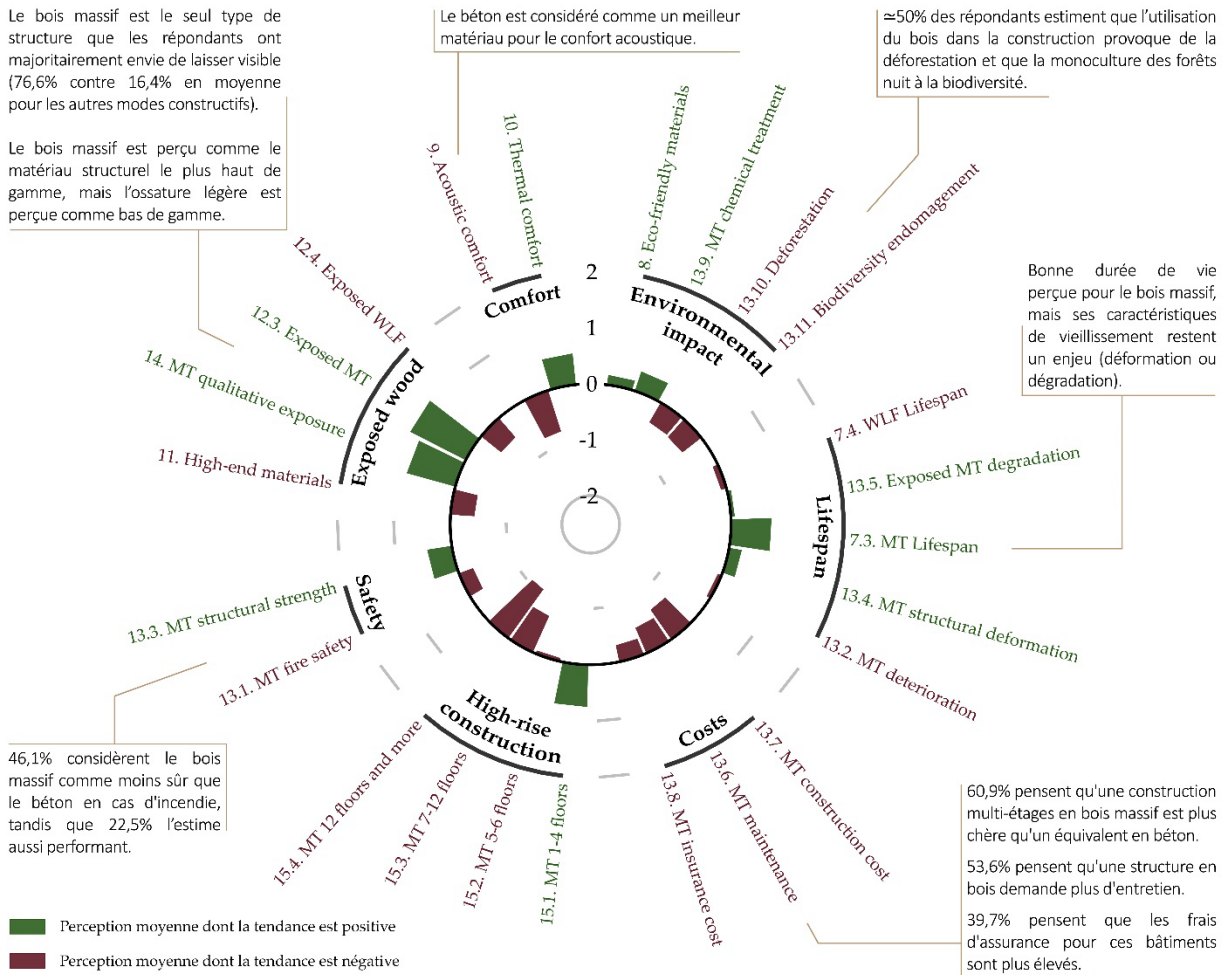 Le bois massif est le seul type de
structure que les répondants ont
majoritairement envie de laisser visible
(76,6% contre 16,4% en moyenne
pour les autres modes constructifs).
Le bois massif est perçu comme le
matériau structurel le plus haut de
gamme, mais l'ossature légère est
perçue comme bas de gamme.
Le béton est considéré comme un meilleur
matériau pour le confort acoustique.
≃50% des répondants estiment que l'utilisation
du bois dans la construction provoque de la
déforestation et que la monoculture des forêts
nuit à la biodiversité.
Bonne durée de vie
perçue pour le bois massif,
mais ses caractéristiques
de vieillissement restent
un enjeu (déformation ou
dégradation).
9. Acoustic comfort
10. Thermal comfort
Comfort
8. Eco-friendly materials
13.9. MT chemical treatment
13.10. Deforestation
13.11. Biodiversity endomagement
Environmental
impact
7.4. WLF Lifespan
13.5. Exposed MT degradation
7.3. MT Lifespan
13.4. MT structural deformation
13.2. MT deterioration
Lifespan
13.7. MT construction cost
13.6. MT maintenance
13.8. MT insurance cost
Costs
15.1. MT 1-4 floors
15.2. MT 5-6 floors
15.3. MT 7-12 floors
15.4. MT 12 floors and more
High-rise
construction
13.1. MT fire safety
13.3. MT structural strength
Safety
11. High-end materials
14. MT qualitative exposure
12.3. Exposed MT
12.4. Exposed WLF
Exposed wood
2
1
0
-1
-2
46,1% considèrent le bois
massif comme moins sûr que
le béton en cas d'incendie,
tandis que 22,5% l'estime
aussi performant.
60,9% pensent qu'une construction
multi-étages en bois massif est plus
chère qu'un équivalent en béton.
53,6% pensent qu'une structure en
bois demande plus d'entretien.
39,7% pensent que les frais
d'assurance pour ces bâtiments
sont plus élevés.
Perception moyenne dont la tendance est positive
Perception moyenne dont la tendance est négative